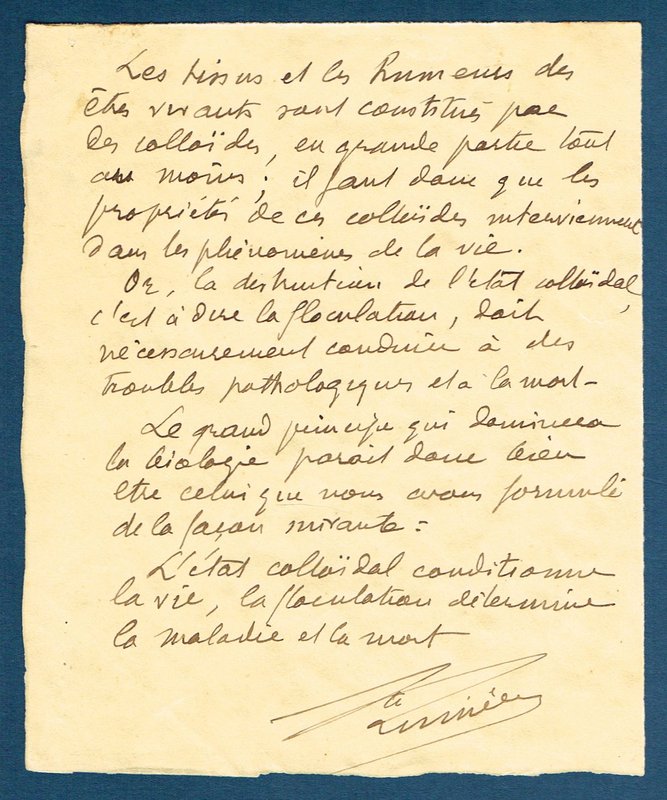 Les tissus et les humeurs des
êtres vivants sont constitués par
des colloïdes, en grande partie tout
au moins ; il faut donc que les
propriétés de ces colloïdes interviennent
dans les phénomènes de la vie.
Or, la destruction de l'état colloïdal,
c'est à dire la floculation, doit
nécessairement conduire à des
troubles pathologiques et à la mort -
Le grand principe qui dominera
la biologie parait donc bien
être celui que nous avons formulé
de la façon suivante :
L'état colloïdal conditionne
la vie, la floculation détermine
la maladie et la mort
Lumière